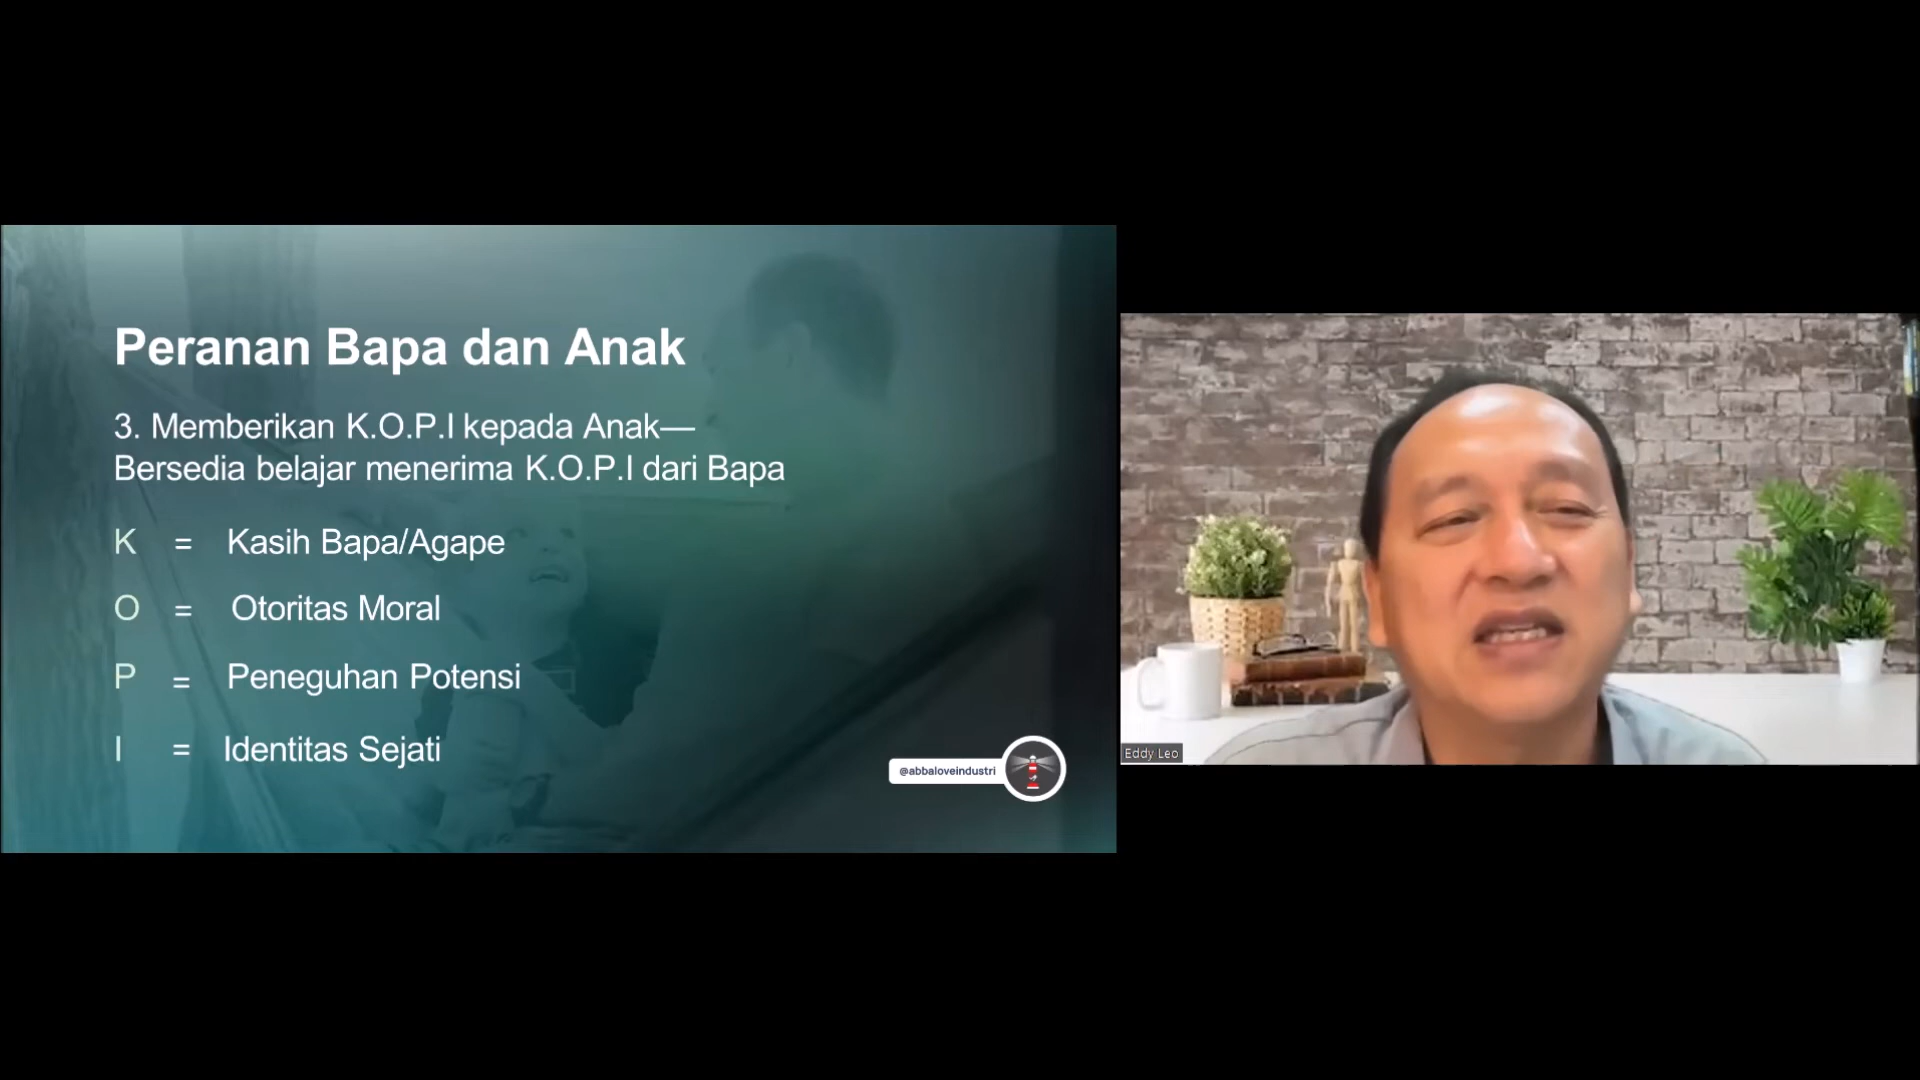 Peranan Bapa dan Anak
3. Memberikan K.O.P.I kepada Anak—
Bersedia belajar menerima K.O.P.I dari Bapa
K = Kasih Bapa/Agape
O = Otoritas Moral
P = Peneguhan Potensi
I = Identitas Sejati
@abbaloveindustri
Eddy Leo